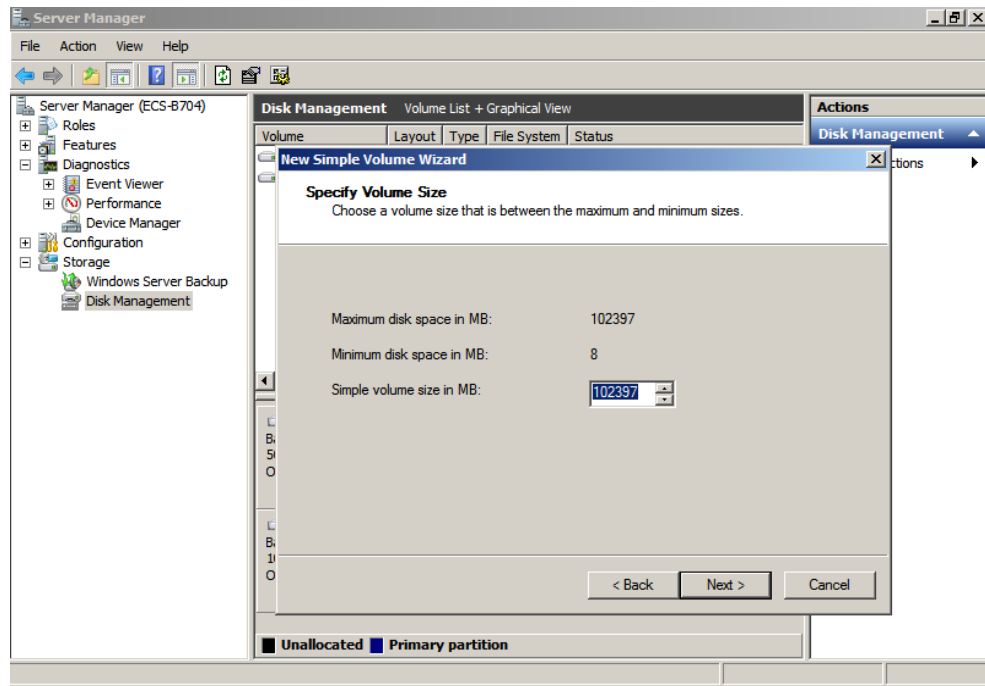 Server Manager
File Action View Help
Server Manager (ECS-B704)
Roles
Features
Diagnostics
Event Viewer
Performance
Device Manager
Configuration
Storage
Windows Server Backup
Disk Management
Disk Management Volume List + Graphical View
Volume Layout Type File System Status
New Simple Volume Wizard
Specify Volume Size
Choose a volume size that is between the maximum and minimum sizes.
Maximum disk space in MB: 102397
Minimum disk space in MB: 8
Simple volume size in MB: 102397
< Back Next > Cancel
Unallocated Primary partition
Actions
Disk Management